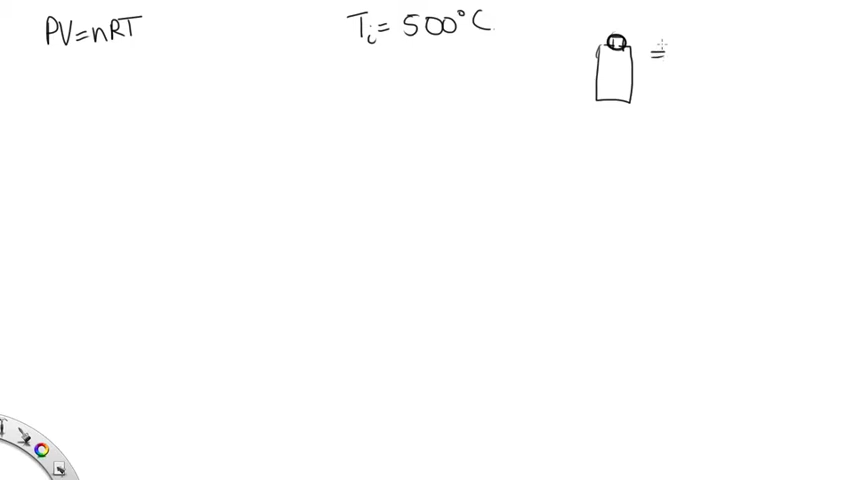 PV=nRT
Ti= 500°C
=